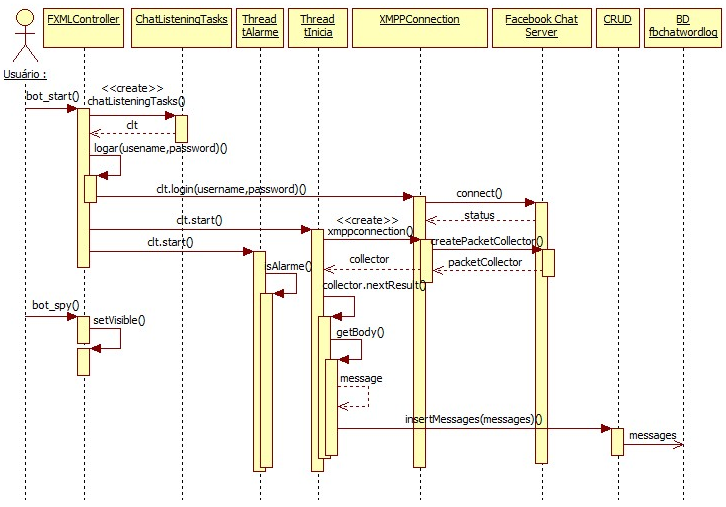 FXMLController
ChatListeningTasks
Thread
tAlarme
Thread
tInicia
XMPPConnection
Facebook Chat
Server
CRUD
BD
fbchatwordlog
Usuário :
bot_start()
<<create>>
chatListeningTasks()
clt
logar(usename,password)()
clt.login(username,password)()
connect()
status
clt.start()
<<create>>
xmppconnection()
clt.start()
createPacketCollector()
collector
packetCollector
sAlarme()
collector.nextResult()
bot_spy()
setVisible()
getBody()
message
insertMessages(messages)()
messages